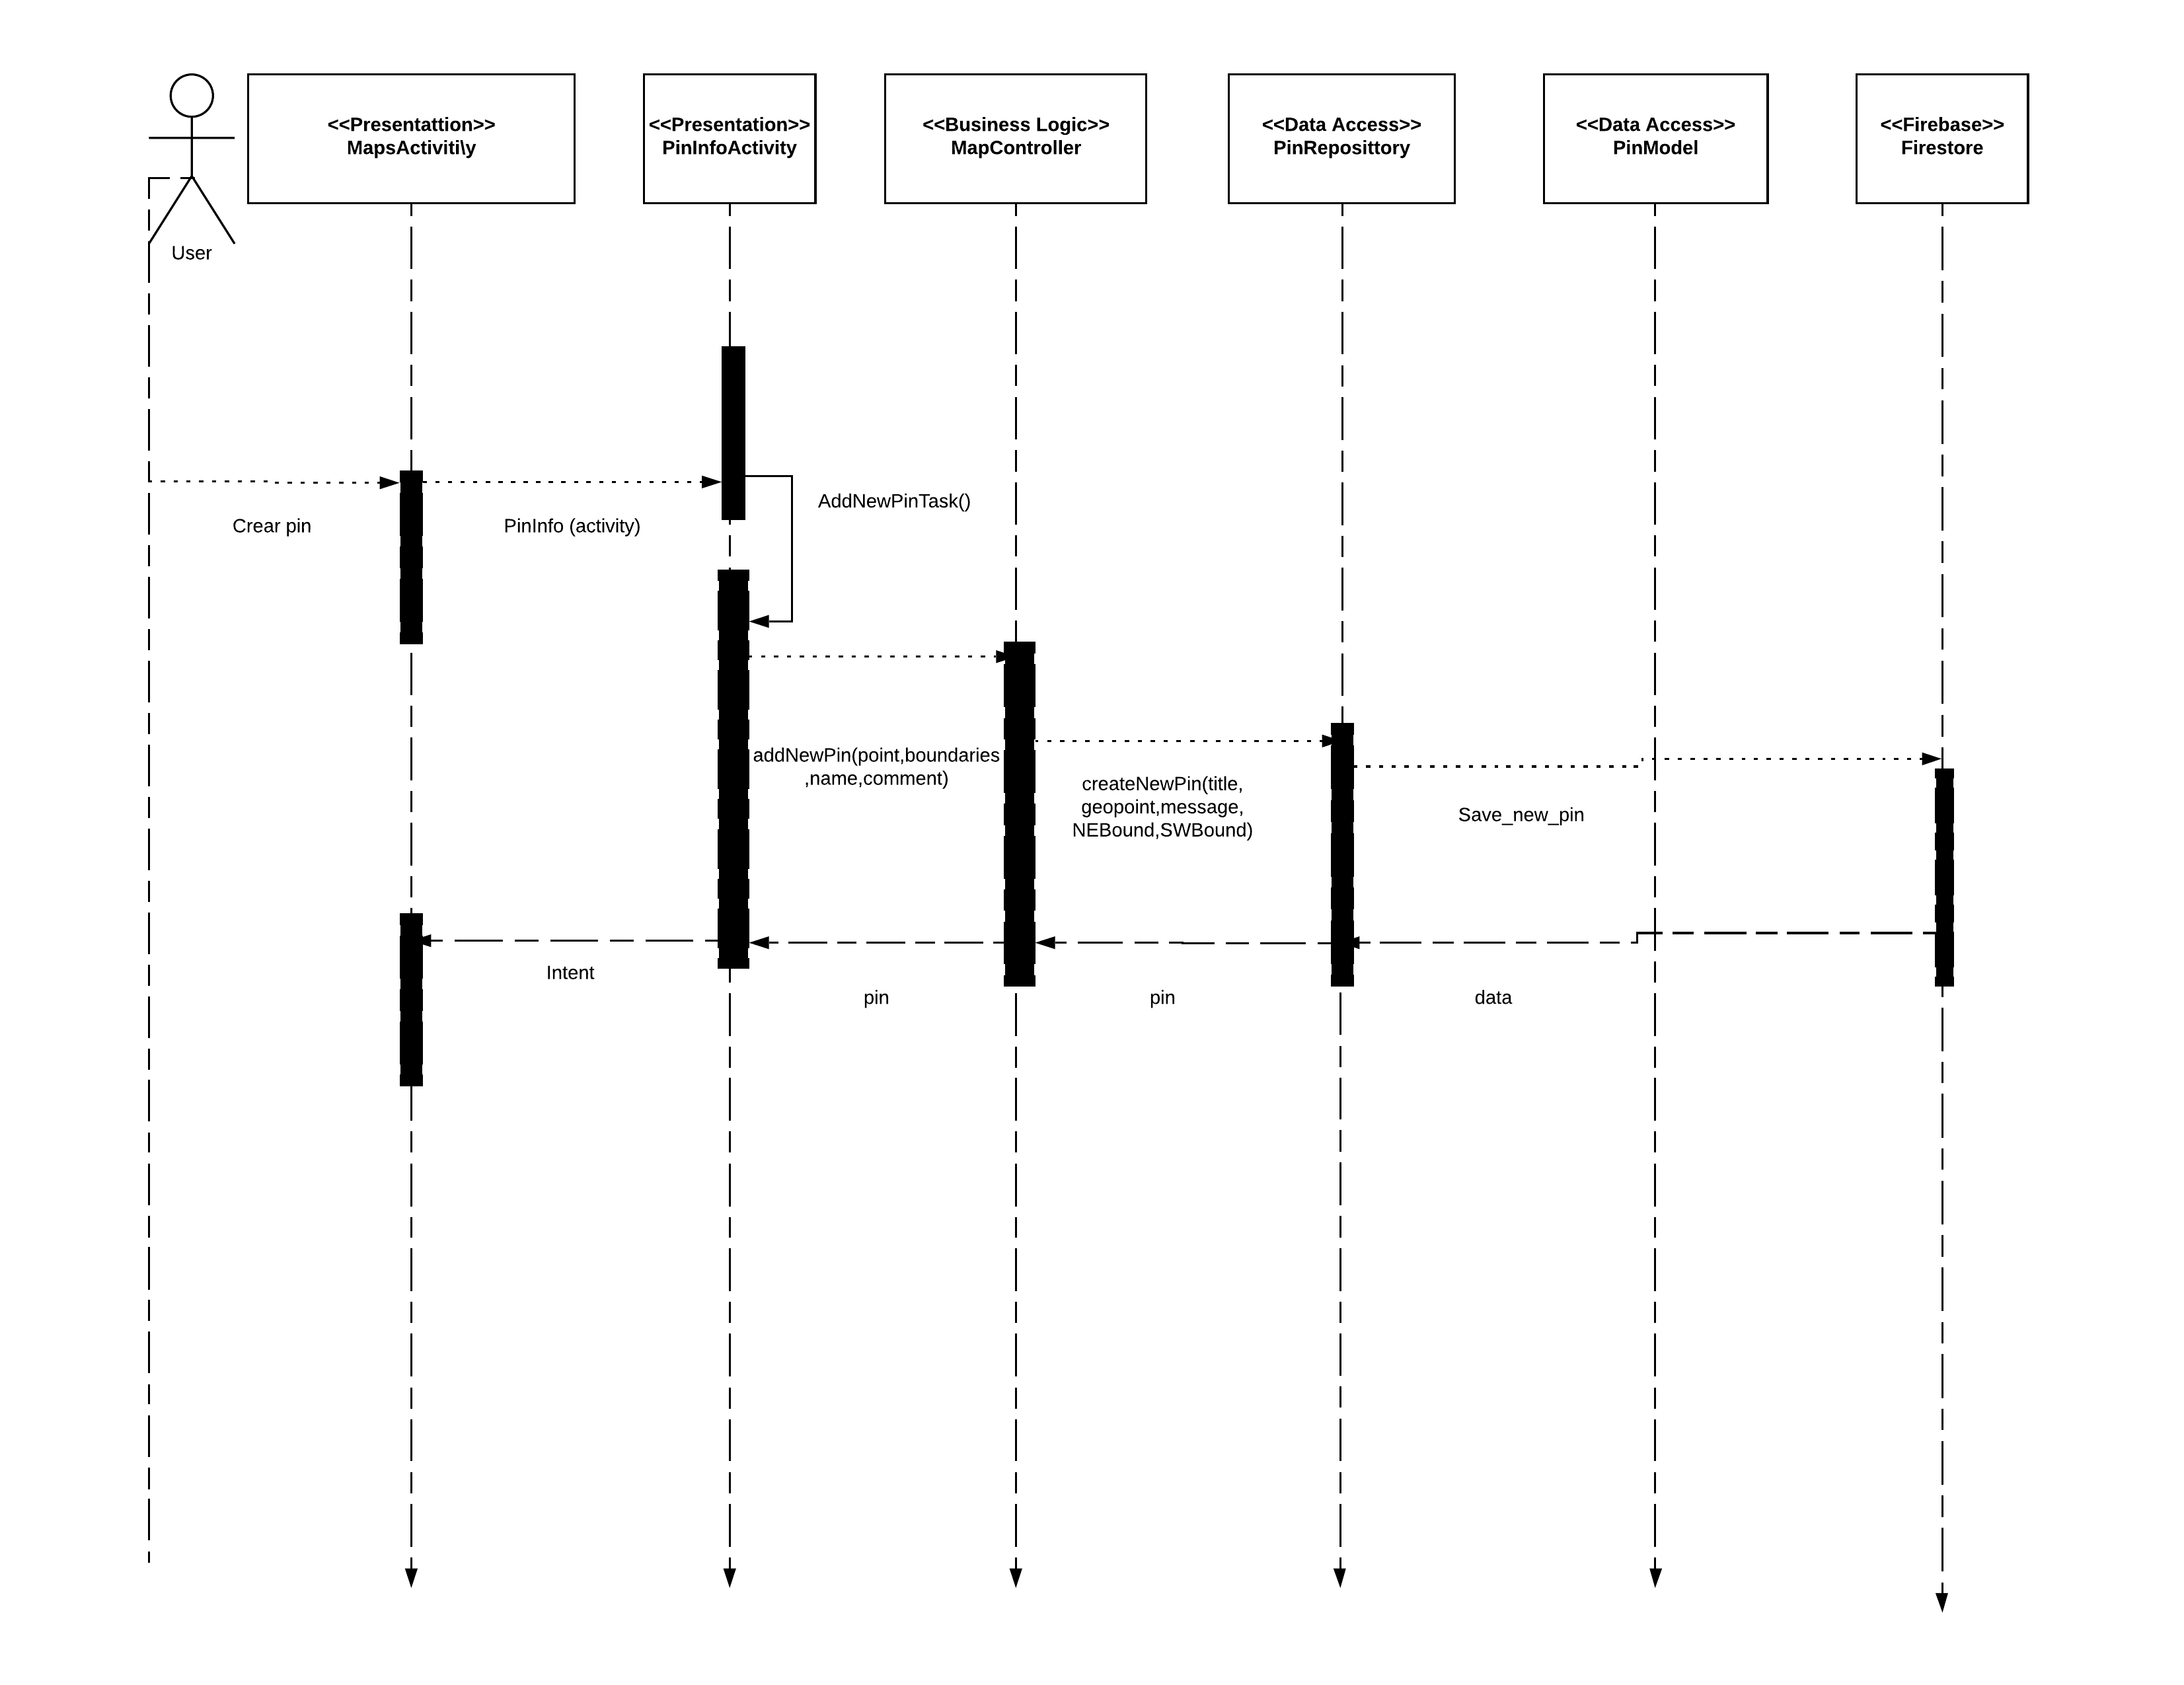 <<Presentattion>>
MapsActiviti\y
<<Presentation>>
PinInfoActivity
<<Business Logic>>
MapController
<<Data Access>>
PinReposittory
<<Data Access>>
PinModel
<<Firebase>>
Firestore
User
Crear pin
PinInfo (activity)
AddNewPinTask()
addNewPin(point,boundaries
,name,comment)
createNewPin(title,
geopoint,message,
NEBound,SWBound)
Save_new_pin
Intent
pin
pin
data